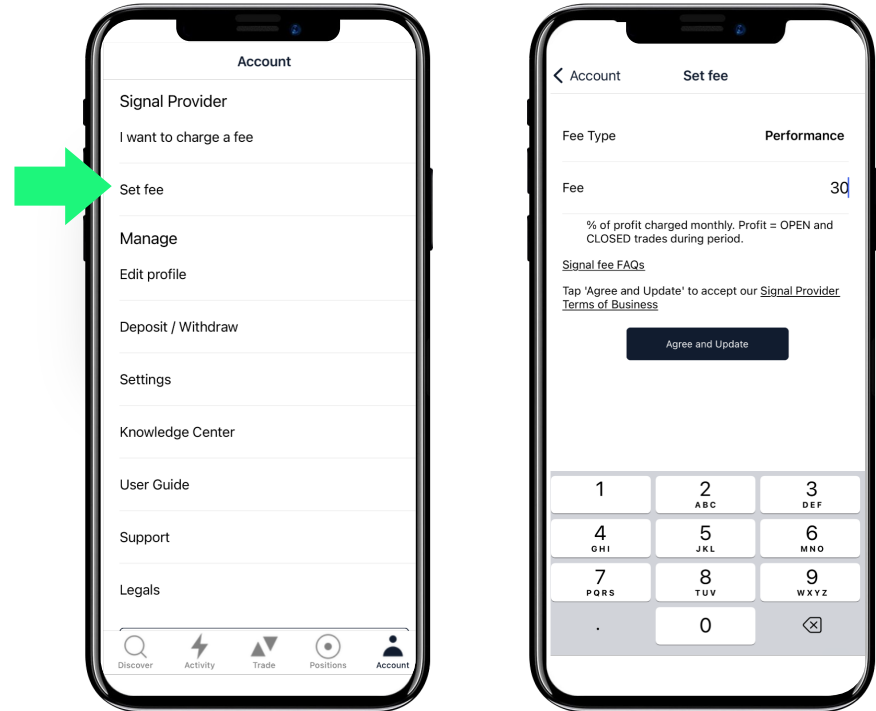 Account
Signal Provider
I want to charge a fee
Set fee
Manage
Edit profile
Deposit / Withdraw
Settings
Knowledge Center
User Guide
Support
Legals
Discover
Activity
Trade
Positions
Account
Account
Set fee
Fee Type
Performance
Fee
30
% of profit charged monthly. Profit = OPEN and
CLOSED trades during period.
Signal fee FAQs
Tap 'Agree and Update' to accept our Signal Provider
Terms of Business
Agree and Update
1
2
ABC
3
DEF
4
GHI
5
JKL
6
MNO
7
PQRS
8
TUV
9
WXYZ
.
0